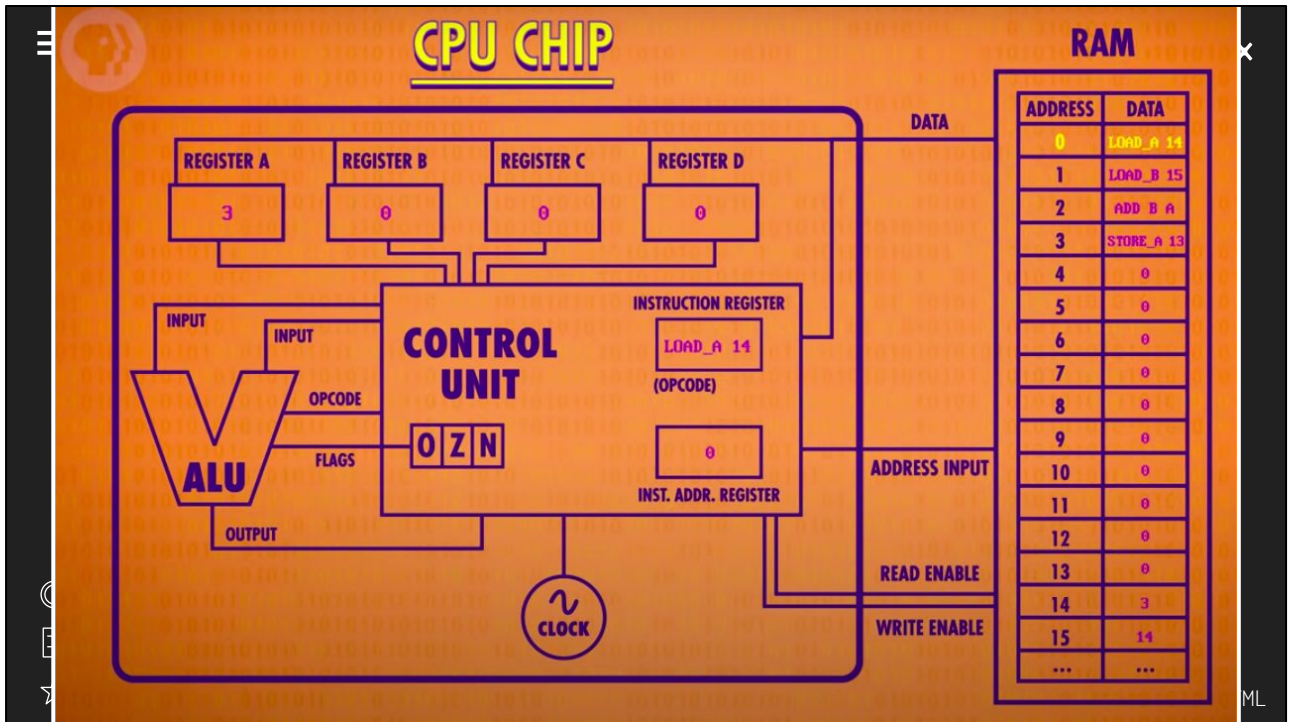 CPU CHIP
RAM
REGISTER A
REGISTER B
REGISTER C
REGISTER D
3
0
0
0
DATA
INPUT
INPUT
CONTROL
UNIT
INSTRUCTION REGISTER
LOAD_A 14
(OPCODE)
OPCODE
FLAGS
O Z N
ALU
0
INST. ADDR. REGISTER
OUTPUT
CLOCK
ADDRESS INPUT
READ ENABLE
WRITE ENABLE
ADDRESS DATA
0 LOAD_A 14
1 LOAD_B 15
2 ADD B A
3 STORE_A 13
4 0
5 0
6 0
7 0
8 0
9 0
10 0
11 0
12 0
13 0
14 3
15 14
... ...
ML